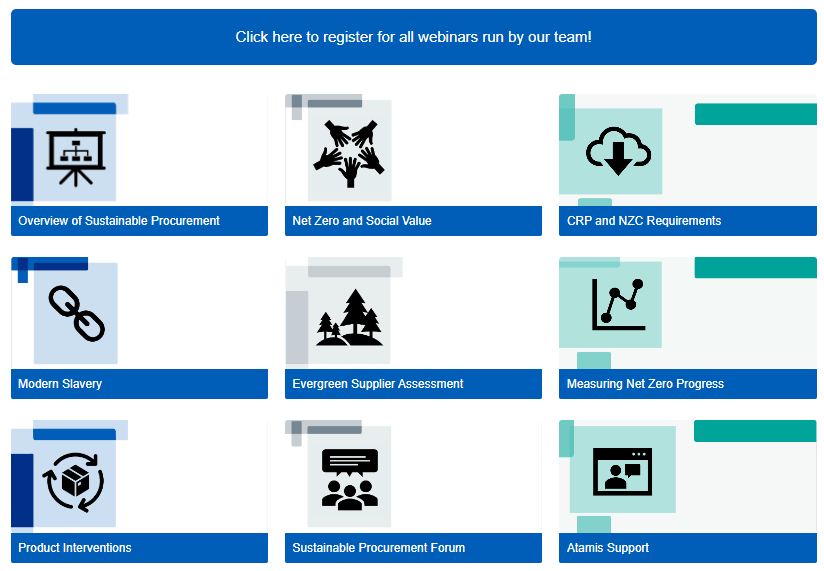 Click here to register for all webinars run by our team!
Overview of Sustainable Procurement
Net Zero and Social Value
CRP and NZC Requirements
Modern Slavery
Evergreen Supplier Assessment
Measuring Net Zero Progress
Product Interventions
Sustainable Procurement Forum
Atamis Support